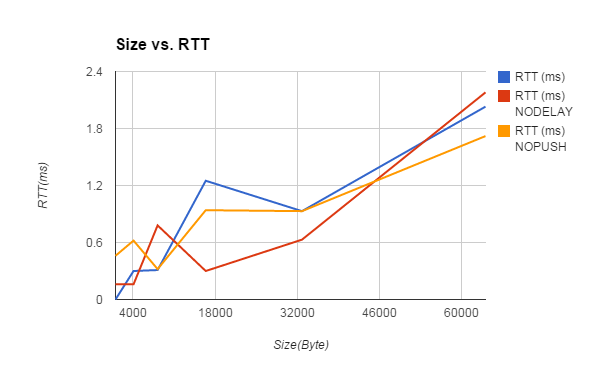 Size vs. RTT
2.4
1.8
1.2
0.6
0
RTT(ms)
4000 18000 32000 46000 60000
Size(Byte)
RTT (ms)
RTT (ms)
NODELAY
RTT (ms)
NOPUSH